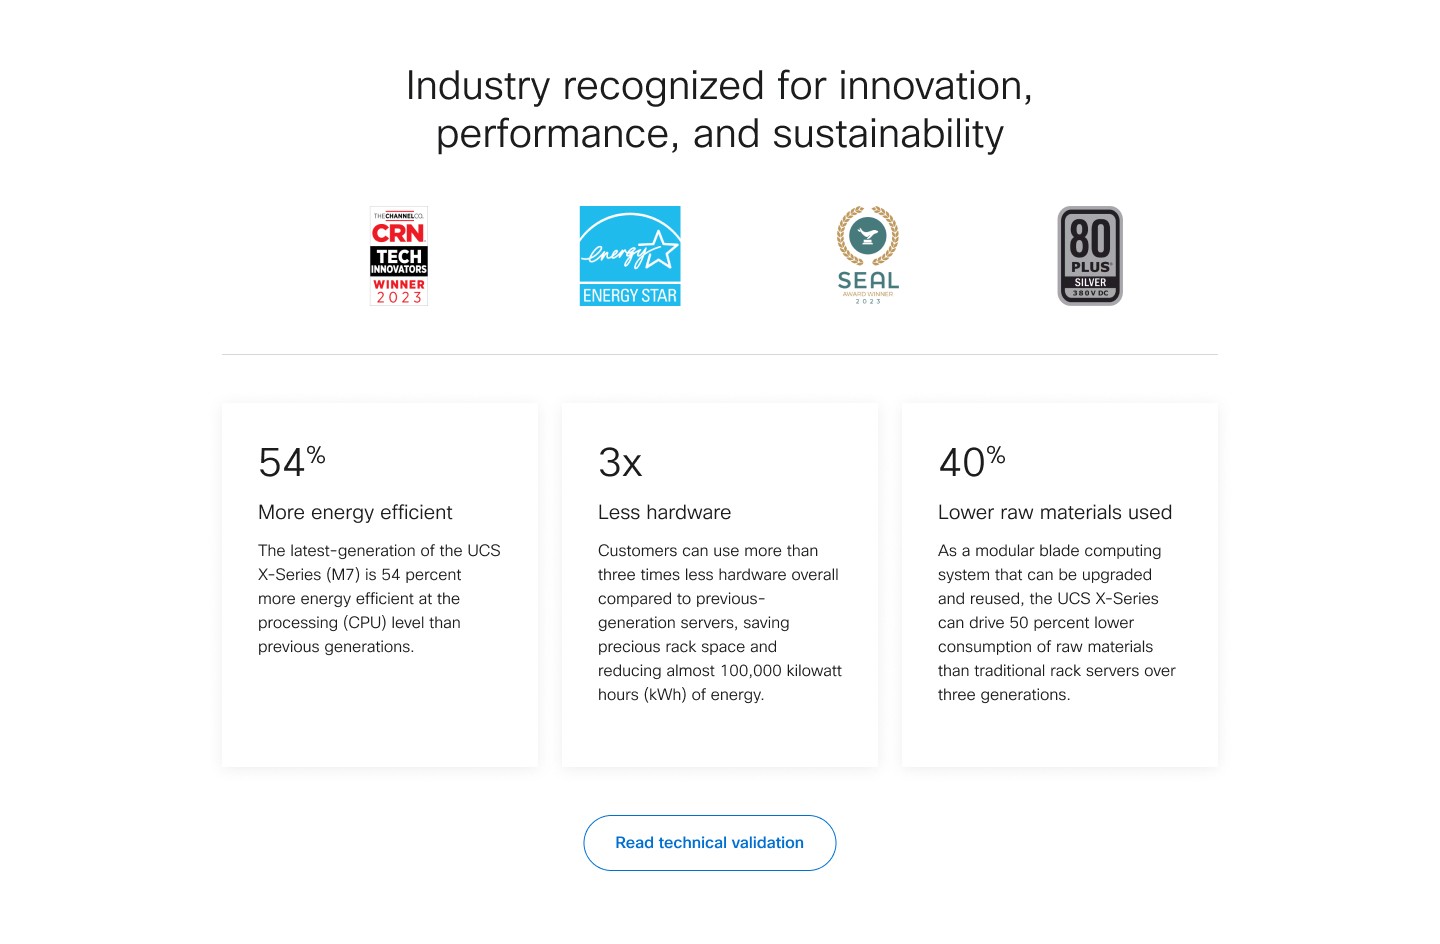 Industry recognized for innovation,
performance, and sustainability
THE CHANNEL CO.
CRN
TECH
INNOVATORS
WINNER
2023
energy
ENERGY STAR
SEAL
AWARD WINNER
2023
80
PLUS
SILVER
380V DC
54%
More energy efficient
The latest-generation of the UCS
X-Series (M7) is 54 percent
more energy efficient at the
processing (CPU) level than
previous generations.
3x
Less hardware
Customers can use more than
three times less hardware overall
compared to previous-
generation servers, saving
precious rack space and
reducing almost 100,000 kilowatt
hours (kWh) of energy.
40%
Lower raw materials used
As a modular blade computing
system that can be upgraded
and reused, the UCS X-Series
can drive 50 percent lower
consumption of raw materials
than traditional rack servers over
three generations.
Read technical validation